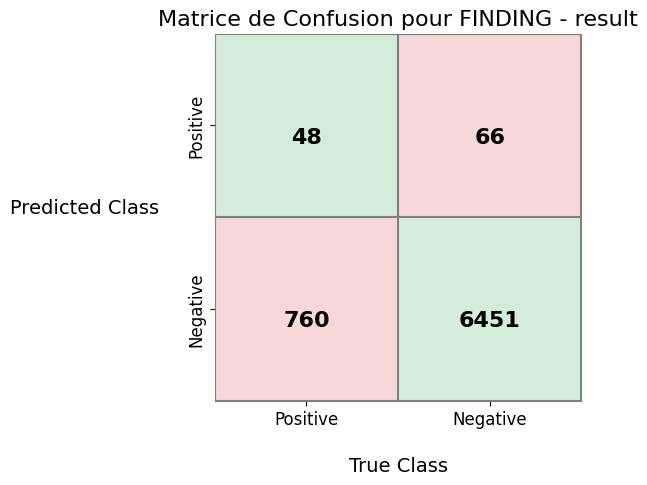 Matrice de Confusion pour FINDING - result
Positive
48
66
Predicted Class
Negative
760
6451
Positive
Negative
True Class